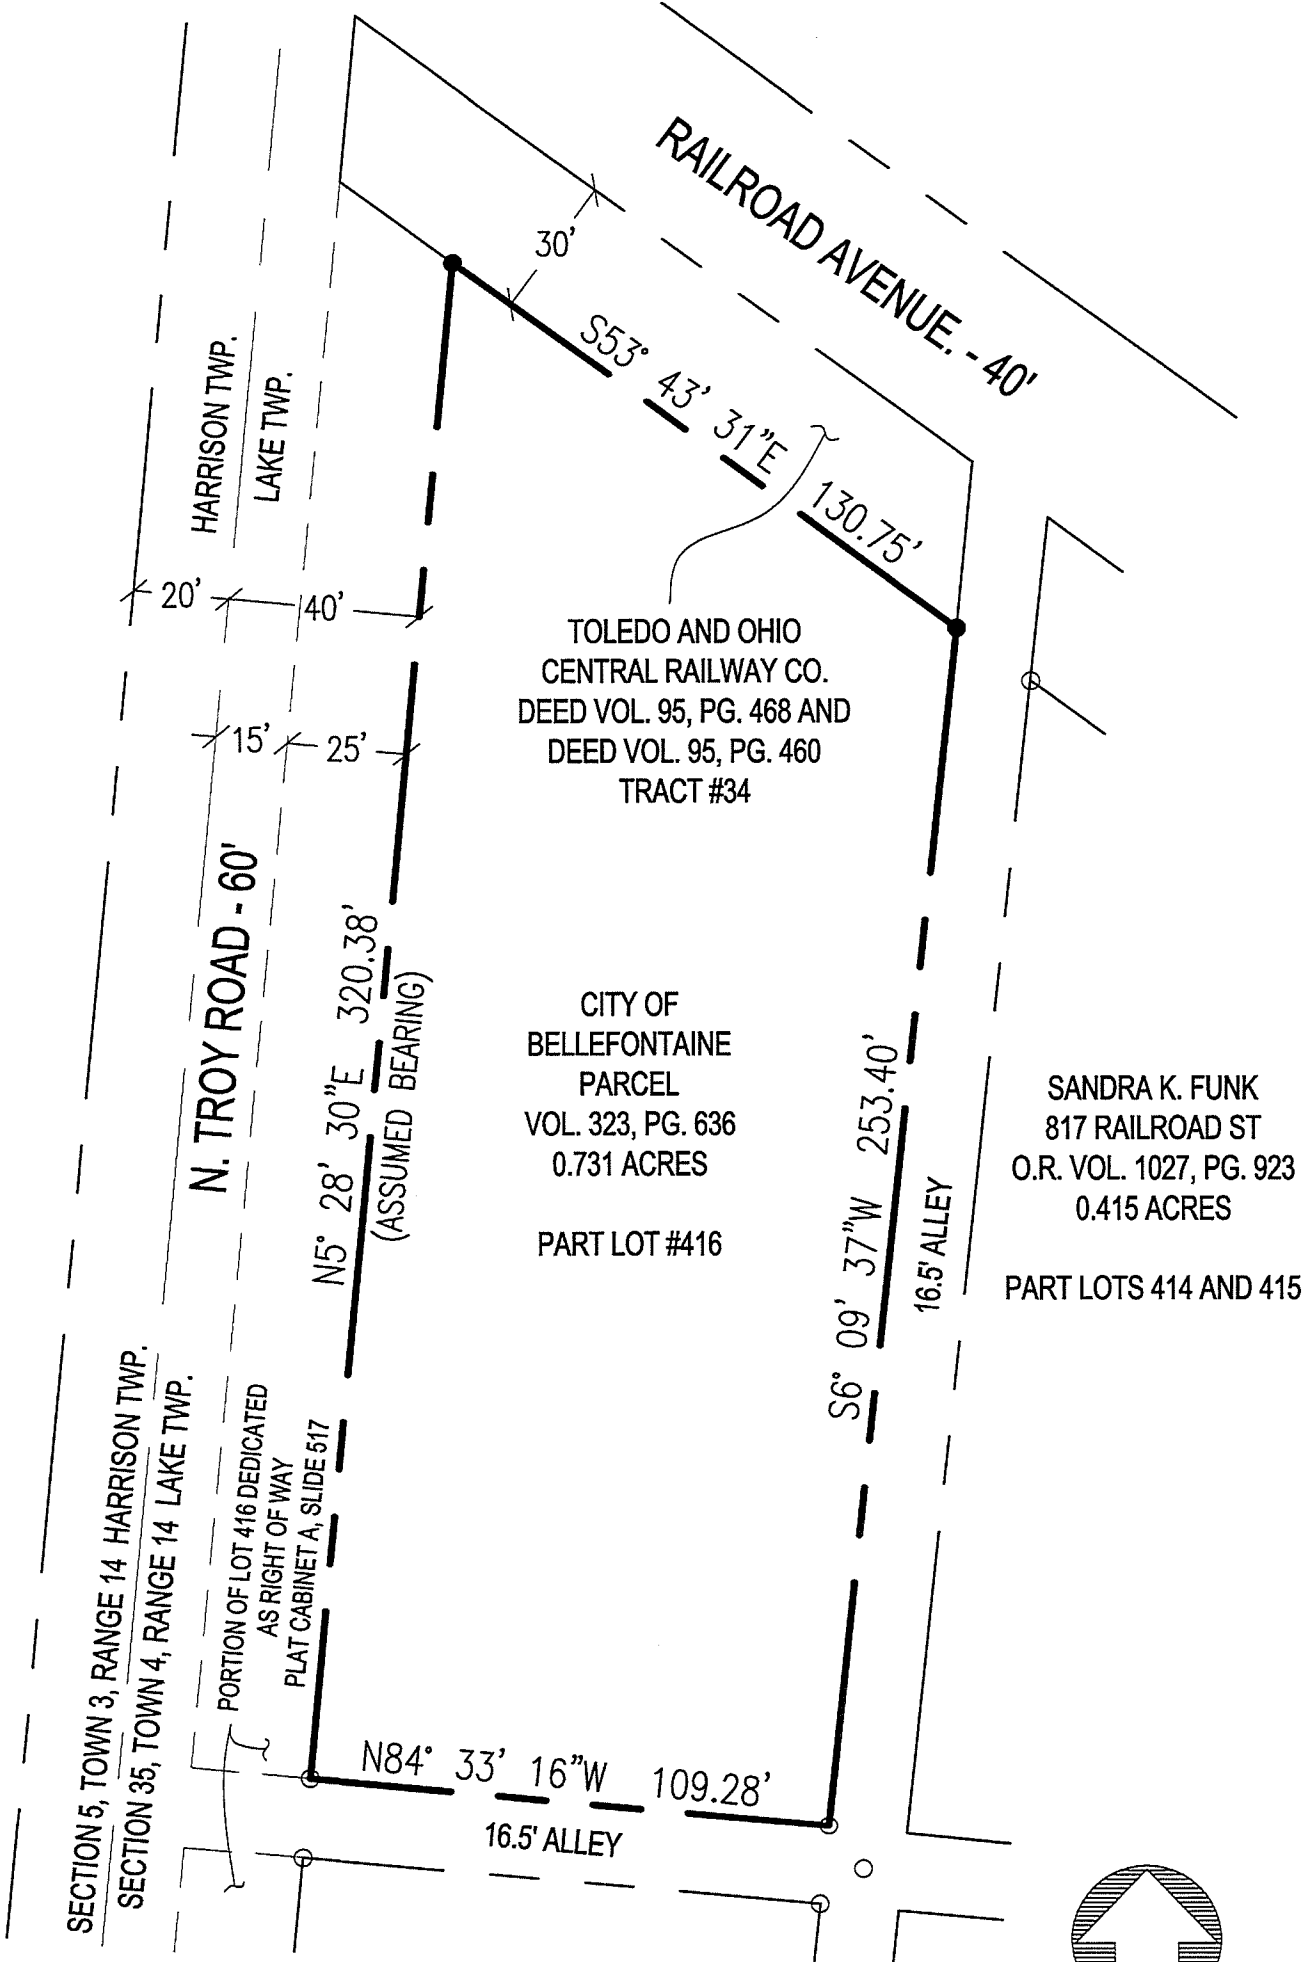 RAILROAD AVENUE. - 40'
30'
S53° 43' 31"E 130.75'
HARRISON TWP.
LAKE TWP.
20'
40'
15'
25'
TOLEDO AND OHIO
CENTRAL RAILWAY CO.
DEED VOL. 95, PG. 468 AND
DEED VOL. 95, PG. 460
TRACT #34
N. TROY ROAD - 60'
N5° 28' 30"E 320.38'
(ASSUMED BEARING)
CITY OF
BELLEFONTAINE
PARCEL
VOL. 323, PG. 636
0.731 ACRES
PART LOT #416
S6° 09' 37"W 253.40'
16.5' ALLEY
SANDRA K. FUNK
817 RAILROAD ST
O.R. VOL. 1027, PG. 923
0.415 ACRES
PART LOTS 414 AND 415
SECTION 5, TOWN 3, RANGE 14 HARRISON TWP.
SECTION 35, TOWN 4, RANGE 14 LAKE TWP.
PORTION OF LOT 416 DEDICATED
AS RIGHT OF WAY
PLAT CABINET A, SLIDE 517
N84° 33' 16"W 109.28'
16.5' ALLEY